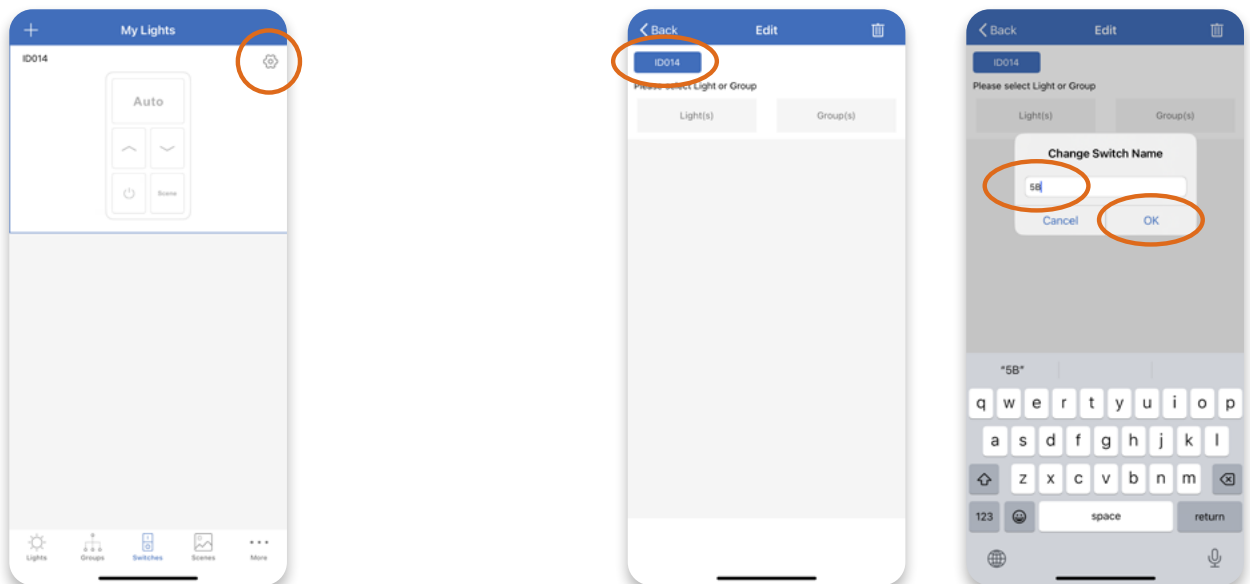 My Lights
ID014
Auto
Scene
Lights
Groups
Switches
Scenes
More
Back
Edit
ID014
Please select Light or Group
Light(s)
Group(s)
Back
Edit
ID014
Please select Light or Group
Light(s)
Group(s)
Change Switch Name
5B
Cancel
OK
"5B"
q w e r t y u i o p
a s d f g h j k l
z x c v b n m
123
space
return